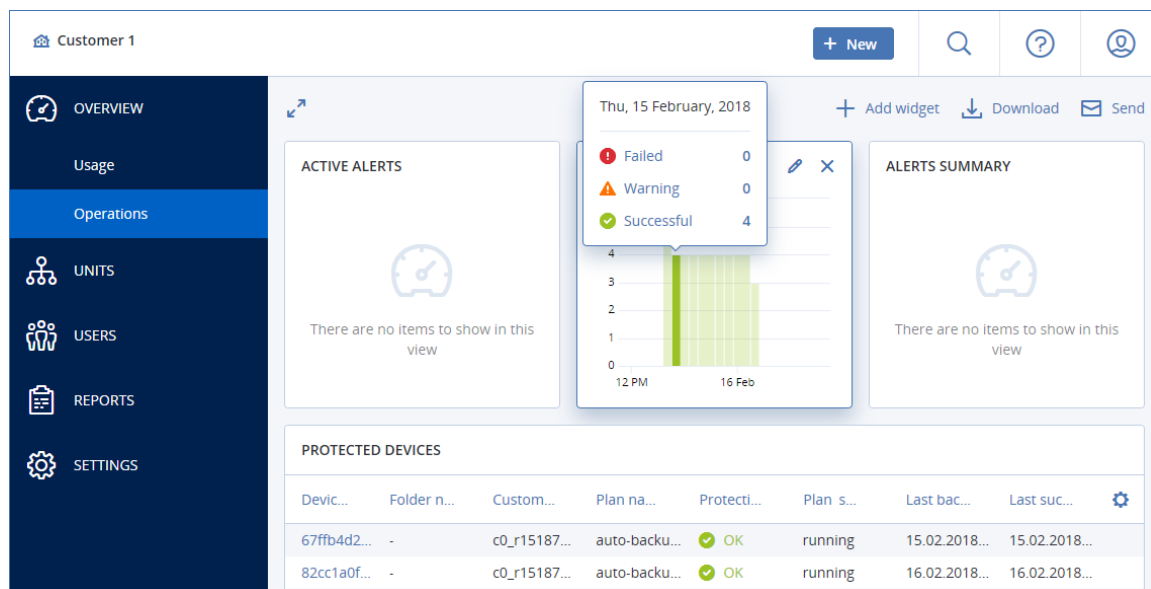 Customer 1
+ New
OVERVIEW
Usage
Operations
UNITS
USERS
REPORTS
SETTINGS
Add widget
Download
Send
Thu, 15 February, 2018
Failed 0
Warning 0
Successful 4
ACTIVE ALERTS
There are no items to show in this
view
4
3
2
1
0
12 PM 16 Feb
ALERTS SUMMARY
There are no items to show in this
view
PROTECTED DEVICES
Devic... Folder n... Custom... Plan na... Protecti... Plan s... Last bac... Last suc...
67ffb4d2... - c0_r15187... auto-backu... OK running 15.02.2018... 15.02.2018...
82cc1a0f... - c0_r15187... auto-backu... OK running 16.02.2018... 16.02.2018...